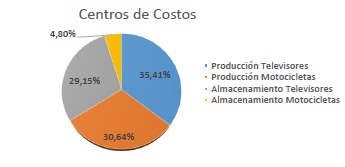 Centros de Costos
4,80%
35,41%
29,15%
30,64%
Producción Televisores
Producción Motocicletas
Almacenamiento Televisores
Almacenamiento Motocicletas